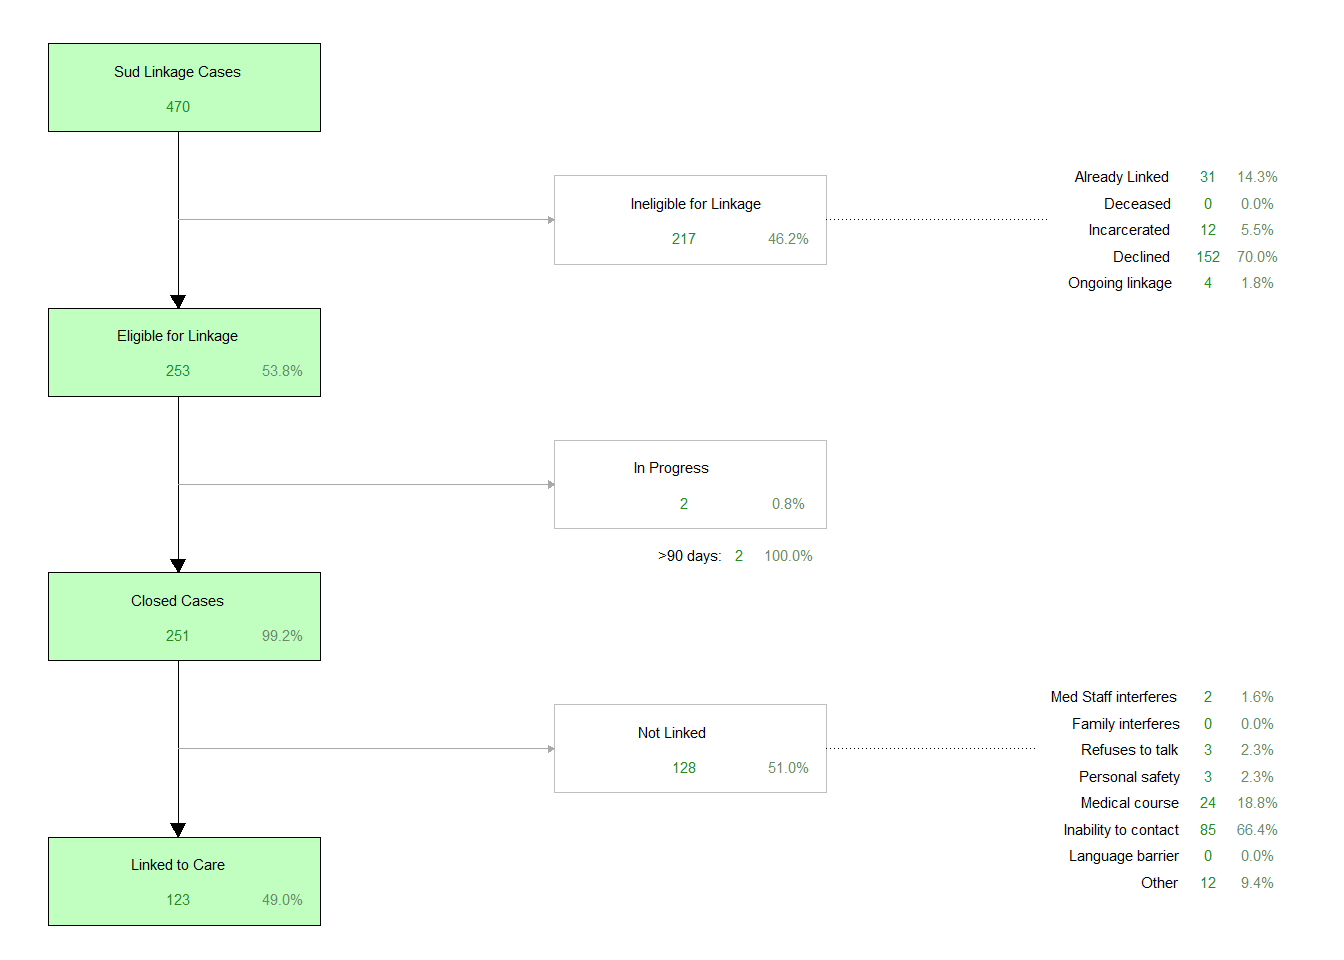 Sud Linkage Cases
470
Ineligible for Linkage
217 46.2%
Already Linked 31 14.3%
Deceased 0 0.0%
Incarcerated 12 5.5%
Declined 152 70.0%
Ongoing linkage 4 1.8%
Eligible for Linkage
253 53.8%
In Progress
2 0.8%
>90 days: 2 100.0%
Closed Cases
251 99.2%
Not Linked
128 51.0%
Med Staff interferes 2 1.6%
Family interferes 0 0.0%
Refuses to talk 3 2.3%
Personal safety 3 2.3%
Medical course 24 18.8%
Inability to contact 85 66.4%
Language barrier 0 0.0%
Other 12 9.4%
Linked to Care
123 49.0%